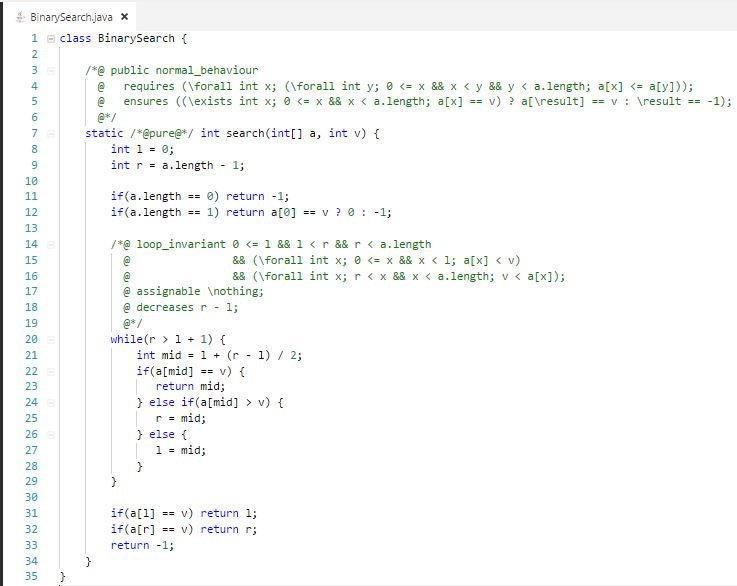 BinarySearch.java ×
1 class BinarySearch {
2
3 /*@ public normal_behaviour
4 @ requires (\forall int x; (\forall int y; 0 <= x && x < y && y < a.length; a[x] <= a[y]));
5 @ ensures ((\exists int x; 0 <= x && x < a.length; a[x] == v) ? a[\result] == v : \result == -1);
6 @*/
7 static /*@pure@*/ int search(int[] a, int v) {
8 int l = 0;
9 int r = a.length - 1;
10
11 if(a.length == 0) return -1;
12 if(a.length == 1) return a[0] == v ? 0 : -1;
13
14 /*@ loop_invariant 0 <= l && l < r && r < a.length
15 @ && (\forall int x; 0 <= x && x < l; a[x] < v)
16 @ && (\forall int x; r < x && x < a.length; v < a[x]);
17 @ assignable \nothing;
18 @ decreases r - l;
19 @*/
20 while(r > l + 1) {
21 int mid = l + (r - l) / 2;
22 if(a[mid] == v) {
23 return mid;
24 } else if(a[mid] > v) {
25 r = mid;
26 } else {
27 l = mid;
28 }
29 }
30
31 if(a[l] == v) return l;
32 if(a[r] == v) return r;
33 return -1;
34 }
35 }